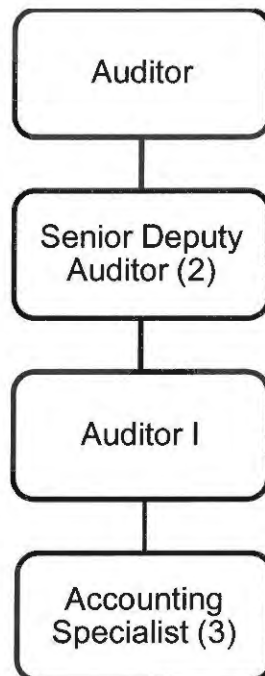 Auditor
Senior Deputy
Auditor (2)
Auditor I
Accounting
Specialist (3)